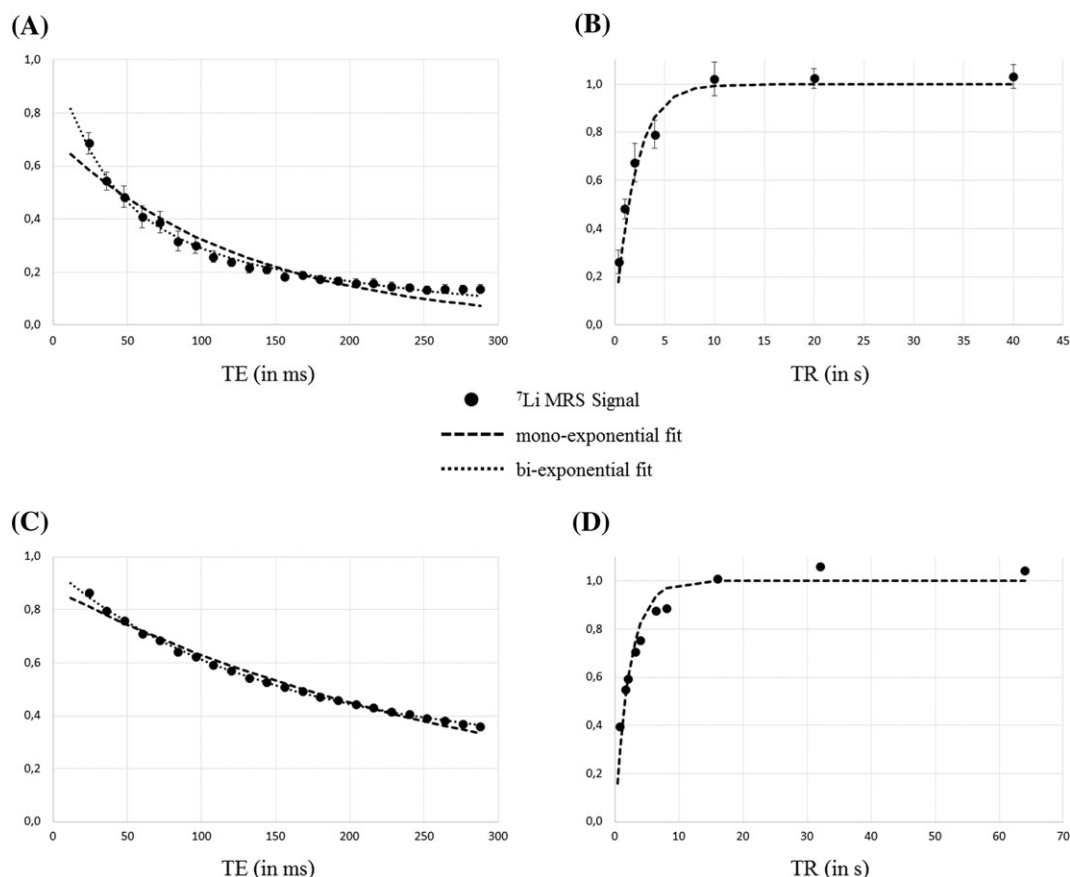 (A)
1,0
0,8
0,6
0,4
0,2
0,0
0 50 100 150 200 250 300
TE (in ms)
(B)
1,0
0,8
0,6
0,4
0,2
0,0
0 5 10 15 20 25 30 35 40 45
TR (in s)
⁷Li MRS Signal
mono-exponential fit
bi-exponential fit
(C)
1,0
0,8
0,6
0,4
0,2
0,0
0 50 100 150 200 250 300
TE (in ms)
(D)
1,0
0,8
0,6
0,4
0,2
0,0
0 10 20 30 40 50 60 70
TR (in s)